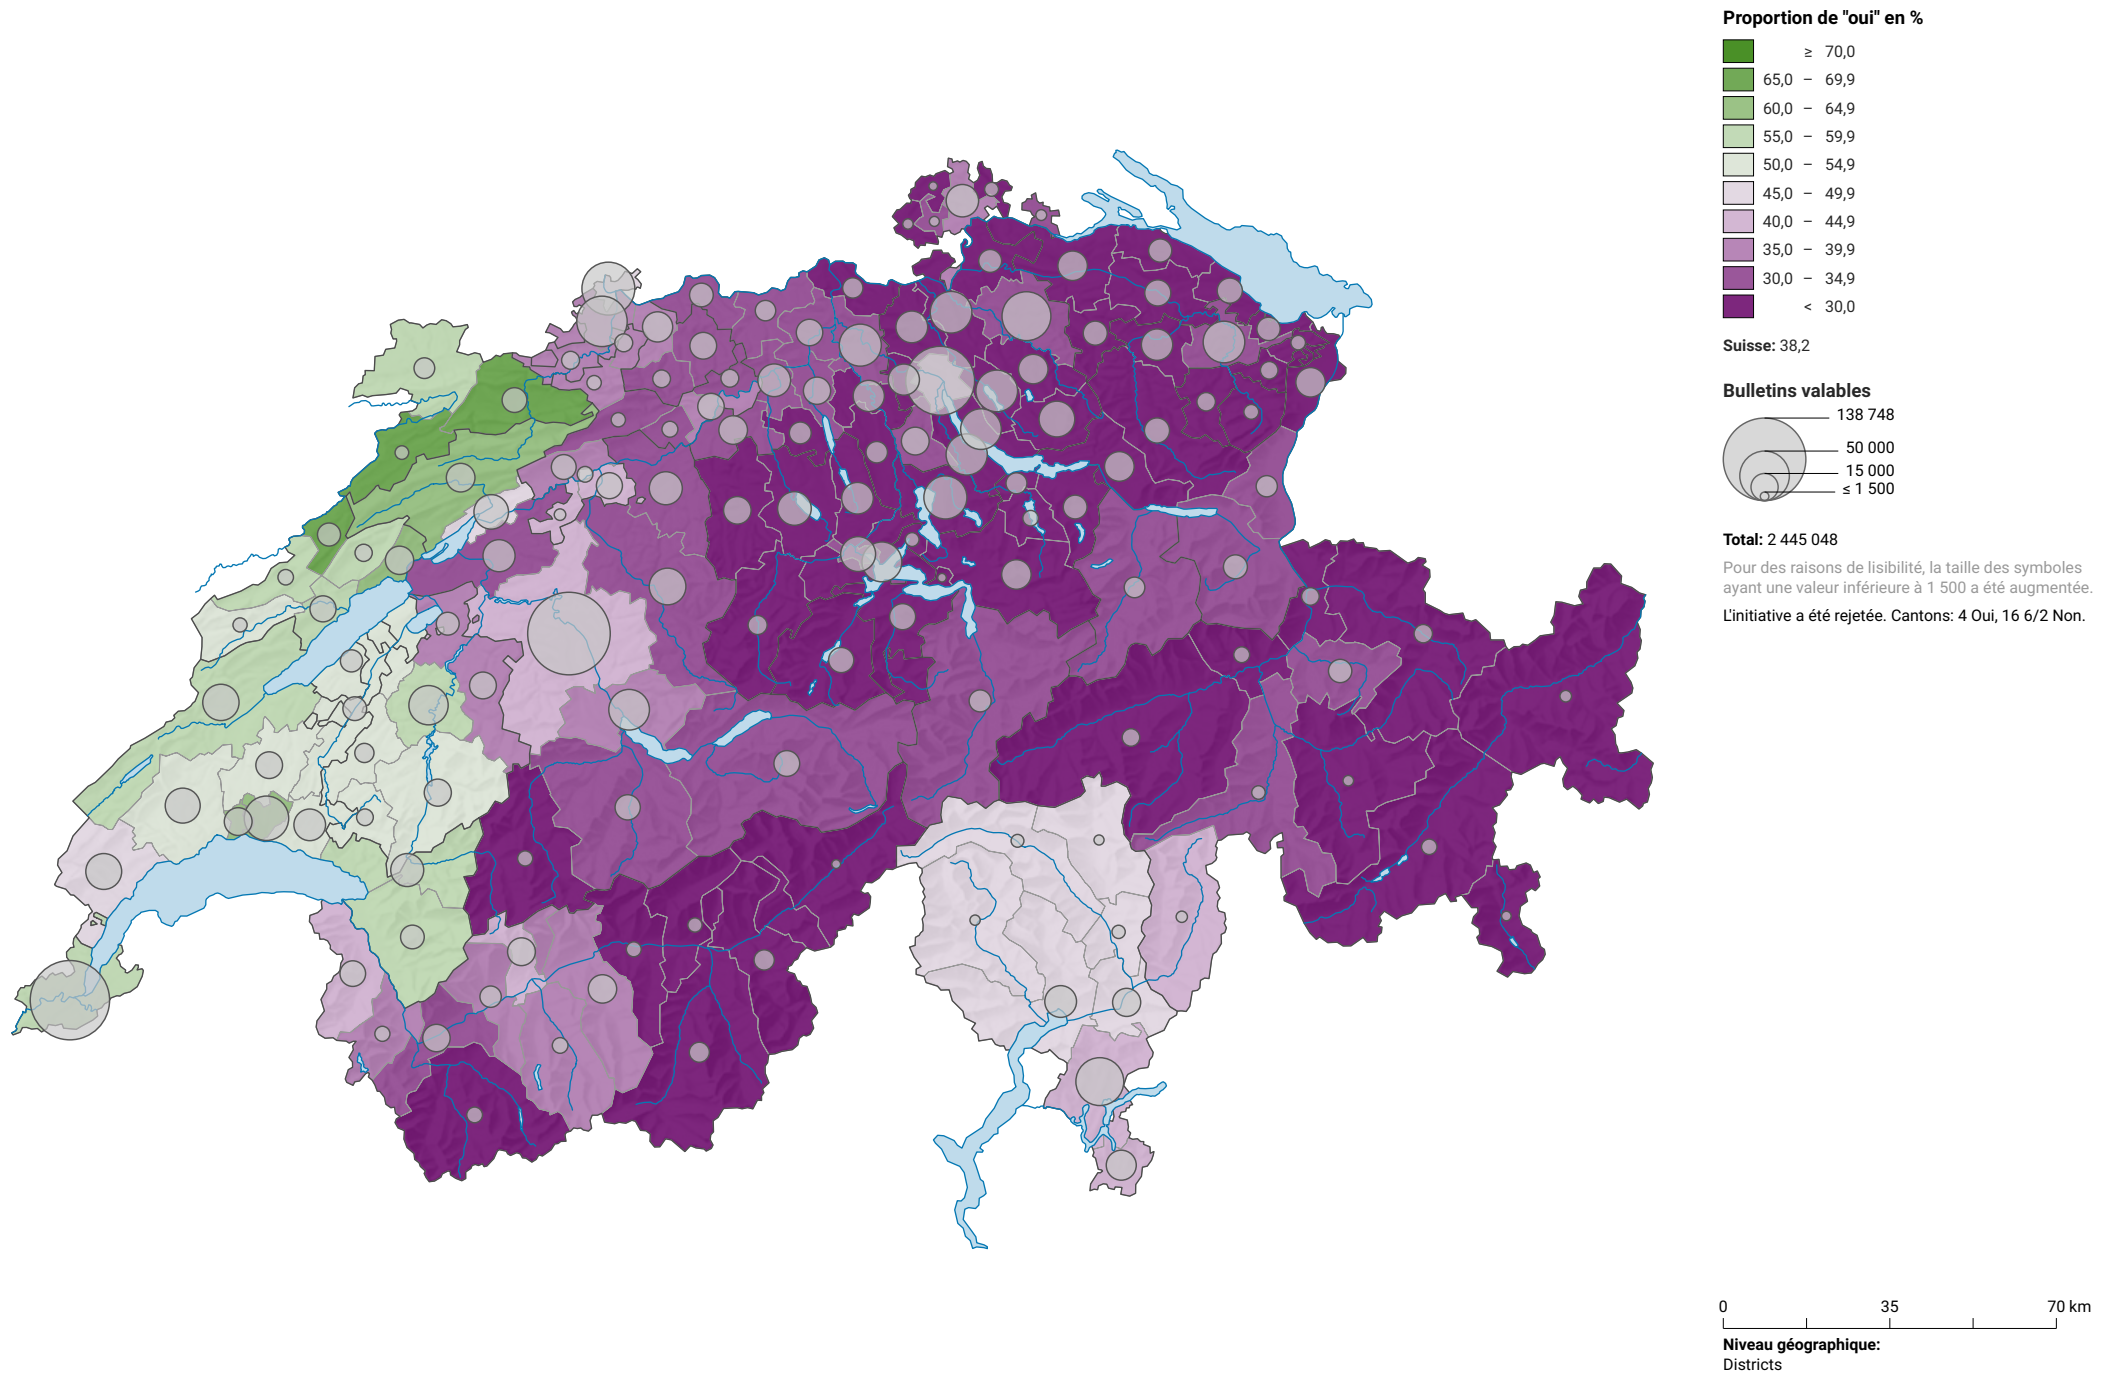 Proportion de "oui" en %
≥ 70,0
65,0 – 69,9
60,0 – 64,9
55,0 – 59,9
50,0 – 54,9
45,0 – 49,9
40,0 – 44,9
35,0 – 39,9
30,0 – 34,9
< 30,0
Suisse: 38,2
Bulletins valables
138 748
50 000
15 000
≤ 1 500
Total: 2 445 048
Pour des raisons de lisibilité, la taille des symboles
ayant une valeur inférieure à 1 500 a été augmentée.
L'initiative a été rejetée. Cantons: 4 Oui, 16 6/2 Non.
0 35 70 km
Niveau géographique:
Districts